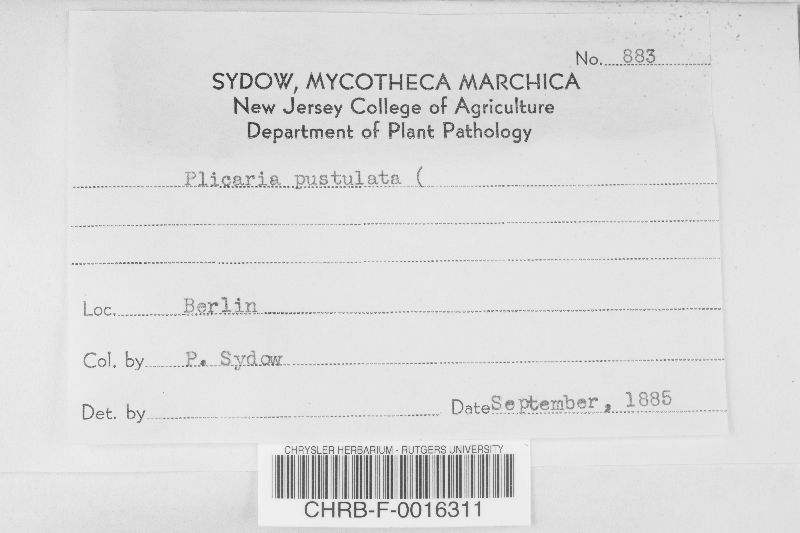 No. 883
SYDOW, MYCOTHECA MARCHICA
New Jersey College of Agriculture
Department of Plant Pathology
Plicaria pustulata (
Loc. Berlin
Col. by P. Sydow
Det. by
Date September, 1885
CHRYSLER HERBARIUM - RUTGERS UNIVERSITY
CHRB-F-0016311